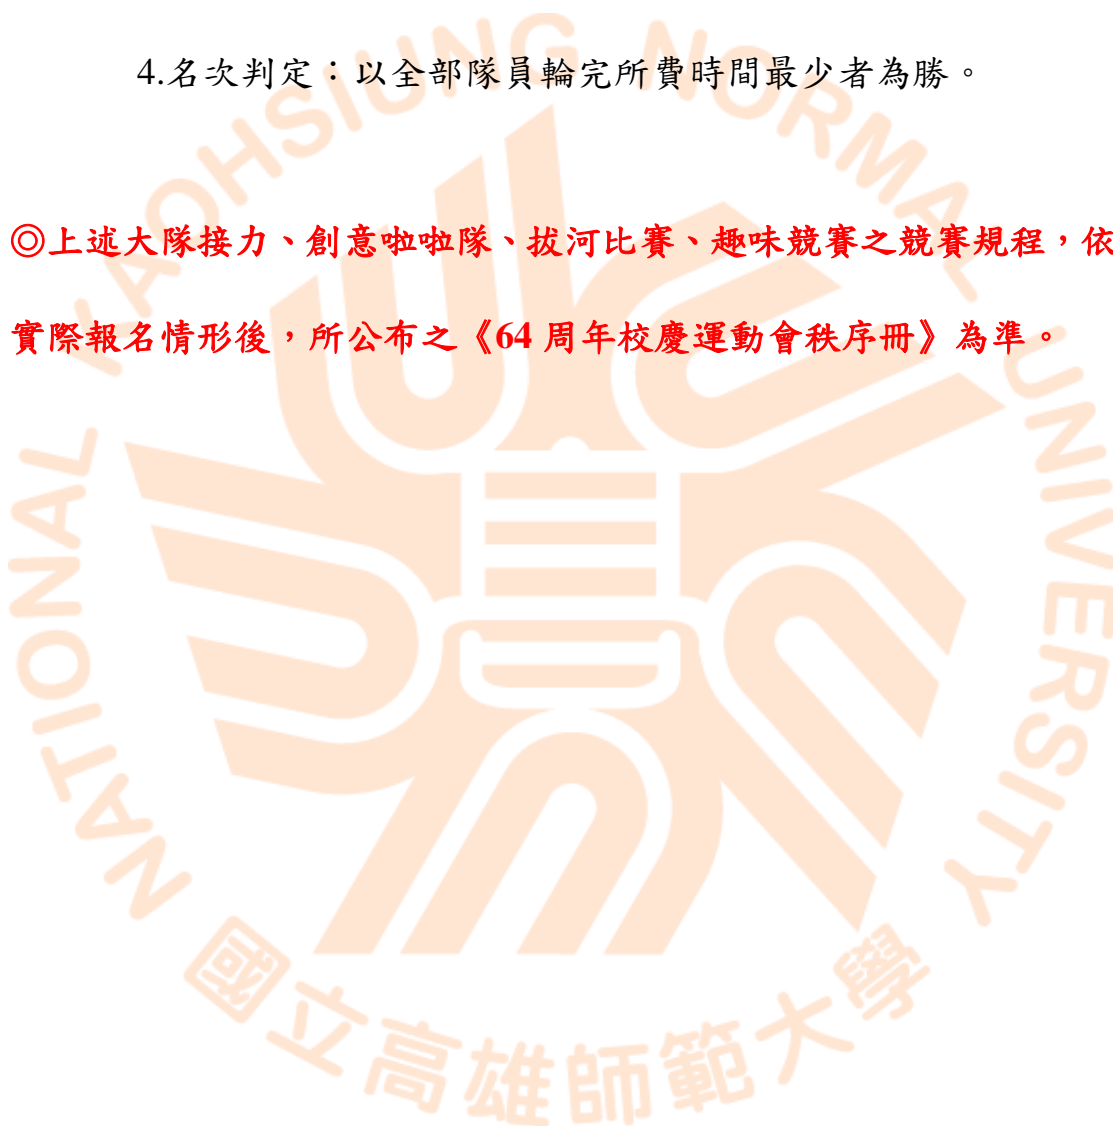 4.名次判定：以全部隊員輪完所費時間最少者為勝。
◎上述大隊接力、創意啦啦隊、拔河比賽、趣味競賽之競賽規程，依
實際報名情形後，所公布之《64 周年校慶運動會秩序冊》為準。
NATIONAL KAOHSIUNG NORMAL UNIVERSITY
國立高雄師範大學